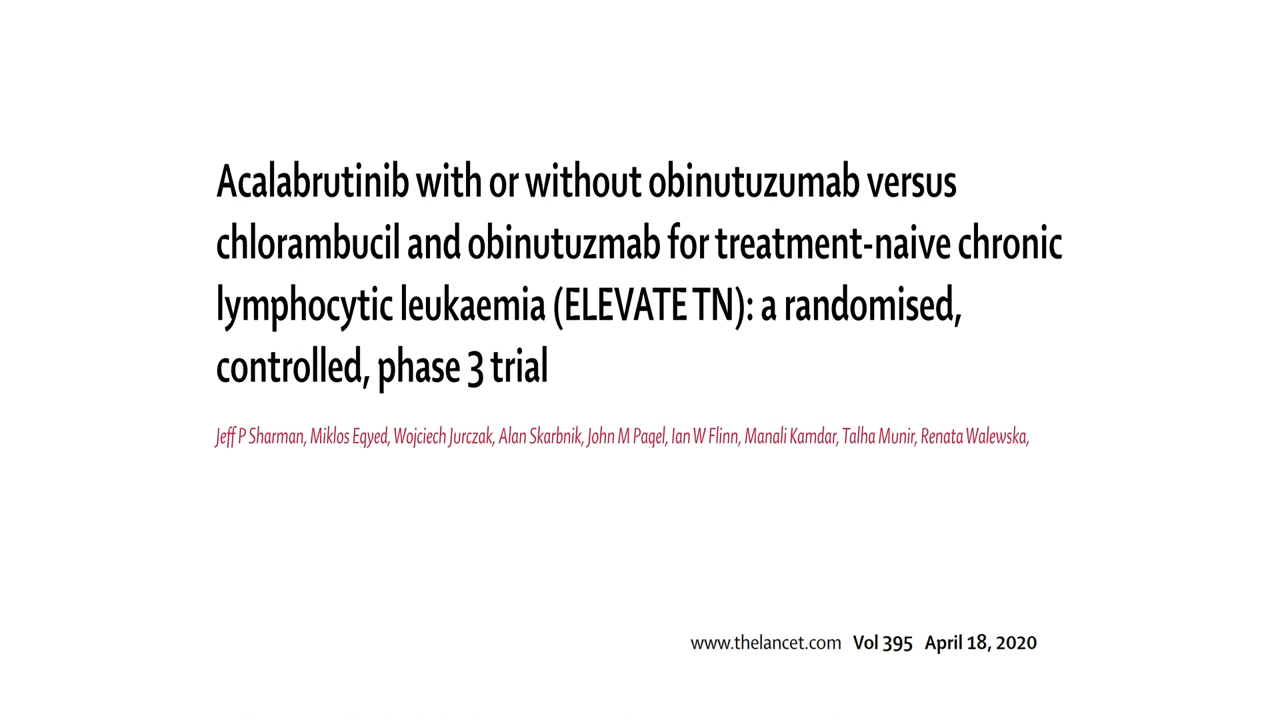 Acalabrutinib with or without obinutuzumab versus
chlorambucil and obinutuzmab for treatment-naive chronic
lymphocytic leukaemia (ELEVATE TN): a randomised,
controlled, phase 3 trial
Jeff P Sharman, Miklos Egyed, Wojciech Jurczak, Alan Skarbnik, John M Pagel, Ian W Flinn, Manali Kamdar, Talha Munir, Renata Walewska,
www.thelancet.com Vol 395 April 18, 2020